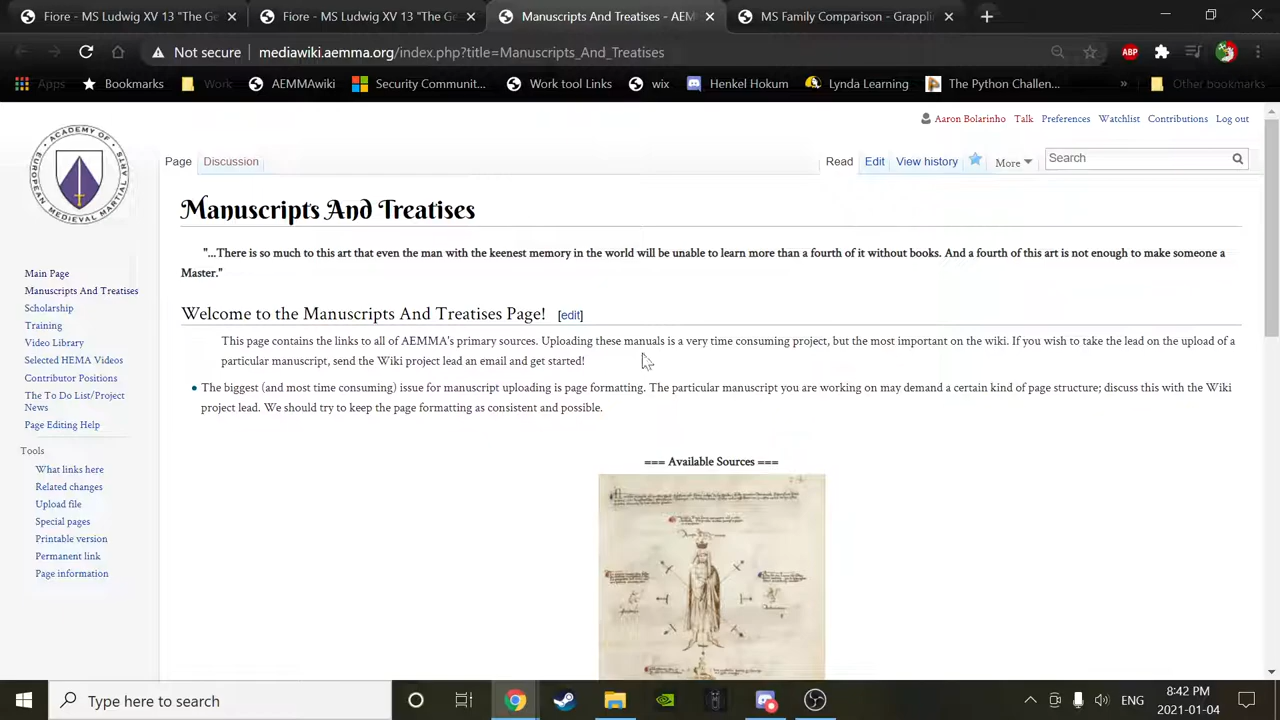 Fiore - MS Ludwig XV 13 "The Ge
Fiore - MS Ludwig XV 13 "The Ge
Manuscripts And Treatises - AEM
MS Family Comparison - Grapplin
Not secure
mediawiki.aemma.org/index.php?title=Manuscripts_And_Treatises
ABP
Apps
Bookmarks
Work
AEMMAwiki
Security Communit...
Work tool Links
wix
Henkel Hokum
Lynda Learning
The Python Challen...
»
Other bookmarks
ACADEMY OF EUROPEAN MEDIEVAL MARTIAL ARTS
Aaron Bolarinho Talk Preferences Watchlist Contributions Log out
Page Discussion
Read Edit View history More
Search
Manuscripts And Treatises
"...There is so much to this art that even the man with the keenest memory in the world will be unable to learn more than a fourth of it without books. And a fourth of this art is not enough to make someone a
Master."
Main Page
Manuscripts And Treatises
Scholarship
Training
Video Library
Selected HEMA Videos
Contributor Positions
The To Do List/Project
News
Page Editing Help
Tools
What links here
Related changes
Upload file
Special pages
Printable version
Permanent link
Page information
Welcome to the Manuscripts And Treatises Page! [edit]
This page contains the links to all of AEMMA's primary sources. Uploading these manuals is a very time consuming project, but the most important on the wiki. If you wish to take the lead on the upload of a
particular manuscript, send the Wiki project lead an email and get started!
The biggest (and most time consuming) issue for manuscript uploading is page formatting. The particular manuscript you are working on may demand a certain kind of page structure; discuss this with the Wiki
project lead. We should try to keep the page formatting as consistent and possible.
=== Available Sources ===
Type here to search
ENG
8:42 PM
2021-01-04